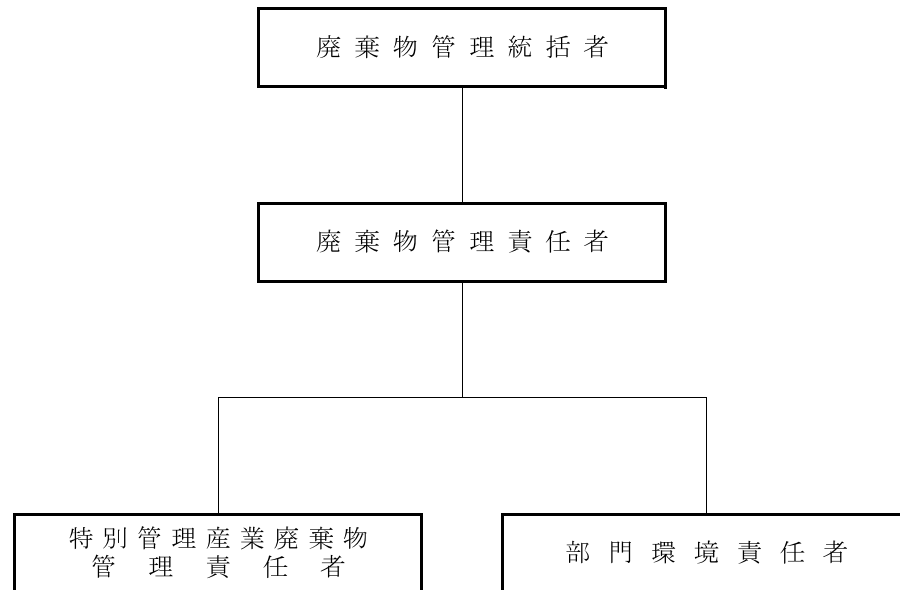 廃棄物管理統括者
廃棄物管理責任者
特別管理産業廃棄物
管理責任者
部門環境責任者